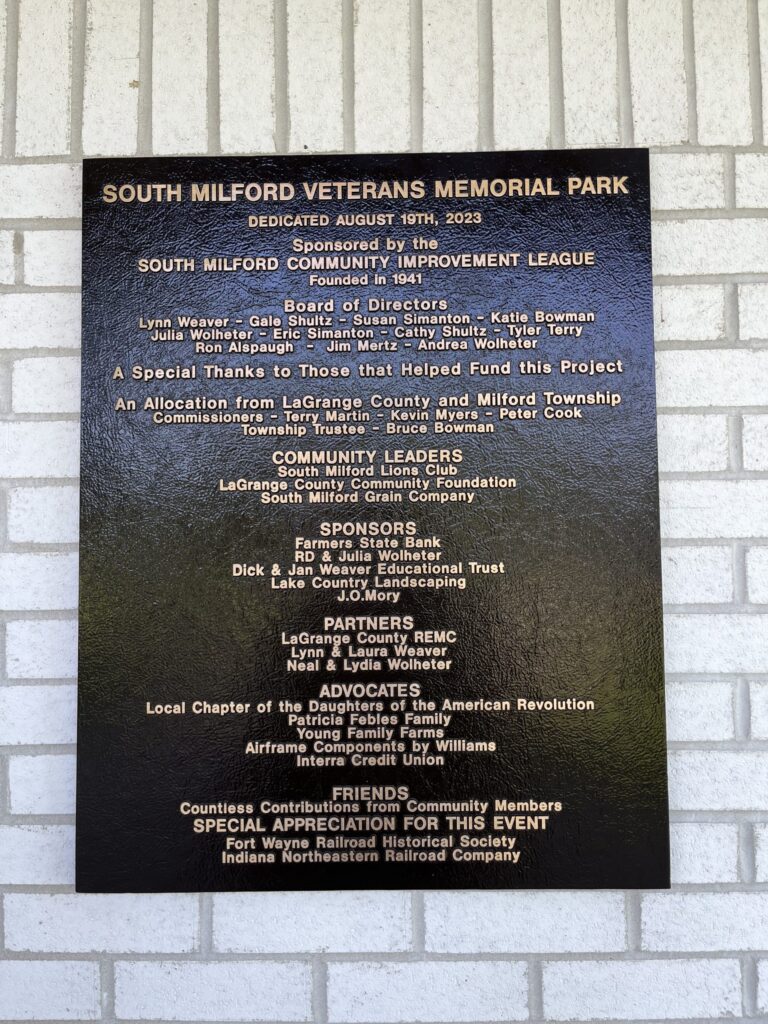 SOUTH MILFORD VETERANS MEMORIAL PARK
DEDICATED AUGUST 19TH, 2023
Sponsored by the
SOUTH MILFORD COMMUNITY IMPROVEMENT LEAGUE
Founded in 1941
Board of Directors
Lynn Weaver - Gale Shultz - Susan Simanton - Katie Bowman
Julia Wolheter - Eric Simanton - Cathy Shultz - Tyler Terry
Ron Alspaugh - Jim Mertz - Andrea Wolheter
A Special Thanks to Those that Helped Fund this Project
An Allocation from LaGrange County and Milford Township
Commissioners - Terry Martin - Kevin Myers - Peter Cook
Township Trustee - Bruce Bowman
COMMUNITY LEADERS
South Milford Lions Club
LaGrange County Community Foundation
South Milford Grain Company
SPONSORS
Farmers State Bank
RD & Julia Wolheter
Dick & Jan Weaver Educational Trust
Lake Country Landscaping
J.O.Mory
PARTNERS
LaGrange County REMC
Lynn & Laura Weaver
Neal & Lydia Wolheter
ADVOCATES
Local Chapter of the Daughters of the American Revolution
Patricia Febles Family
Young Family Farms
Airframe Components by Williams
Interra Credit Union
FRIENDS
Countless Contributions from Community Members
SPECIAL APPRECIATION FOR THIS EVENT
Fort Wayne Railroad Historical Society
Indiana Northeastern Railroad Company